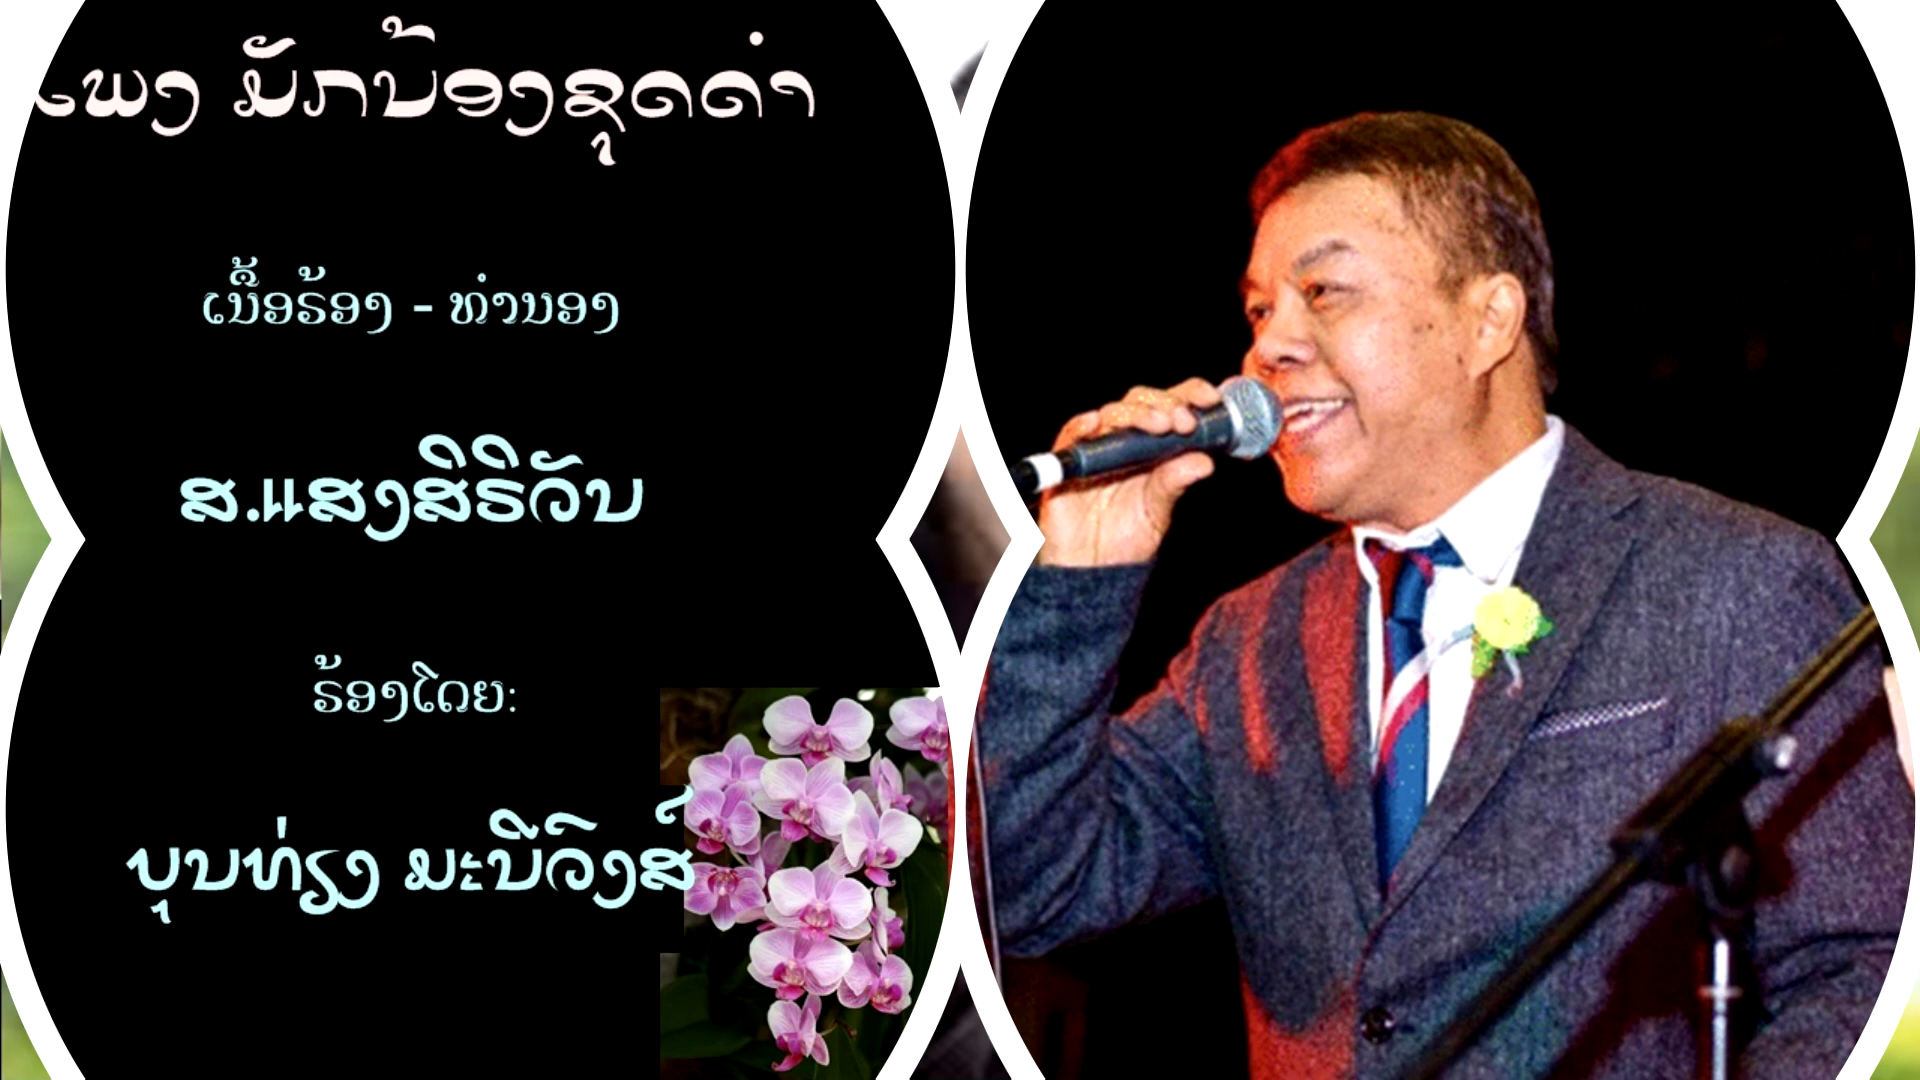 ເພງ ມັກນ້ອງຊຸດດຳ
ເນື້ອຮ້ອງ - ທຳນອງ
ສ.ແສງສິຣິວັນ
ຮ້ອງໂດຍ:
ບຸນທ່ຽງ ມະນີວົງສ໌